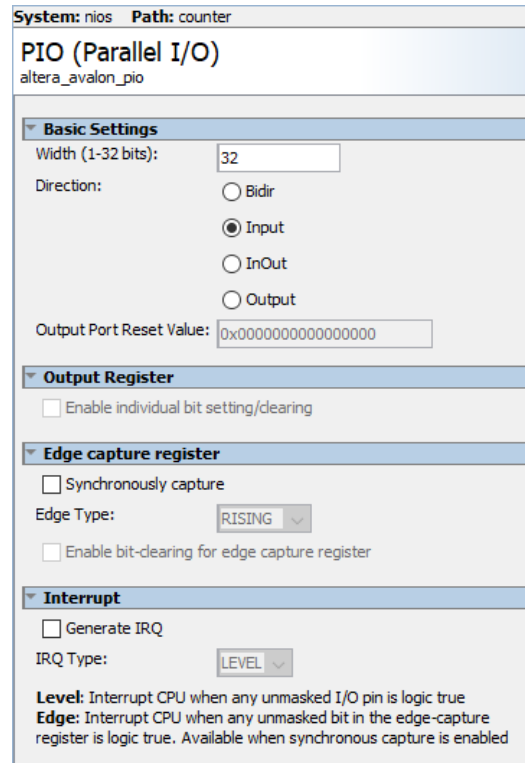 System: nios Path: counter
PIO (Parallel I/O)
altera_avalon_pio
Basic Settings
Width (1-32 bits): 32
Direction: Bidir
Input
InOut
Output
Output Port Reset Value: 0x0000000000000000
Output Register
Enable individual bit setting/clearing
Edge capture register
Synchronously capture
Edge Type: RISING
Enable bit-clearing for edge capture register
Interrupt
Generate IRQ
IRQ Type: LEVEL
Level: Interrupt CPU when any unmasked I/O pin is logic true
Edge: Interrupt CPU when any unmasked bit in the edge-capture
register is logic true. Available when synchronous capture is enabled